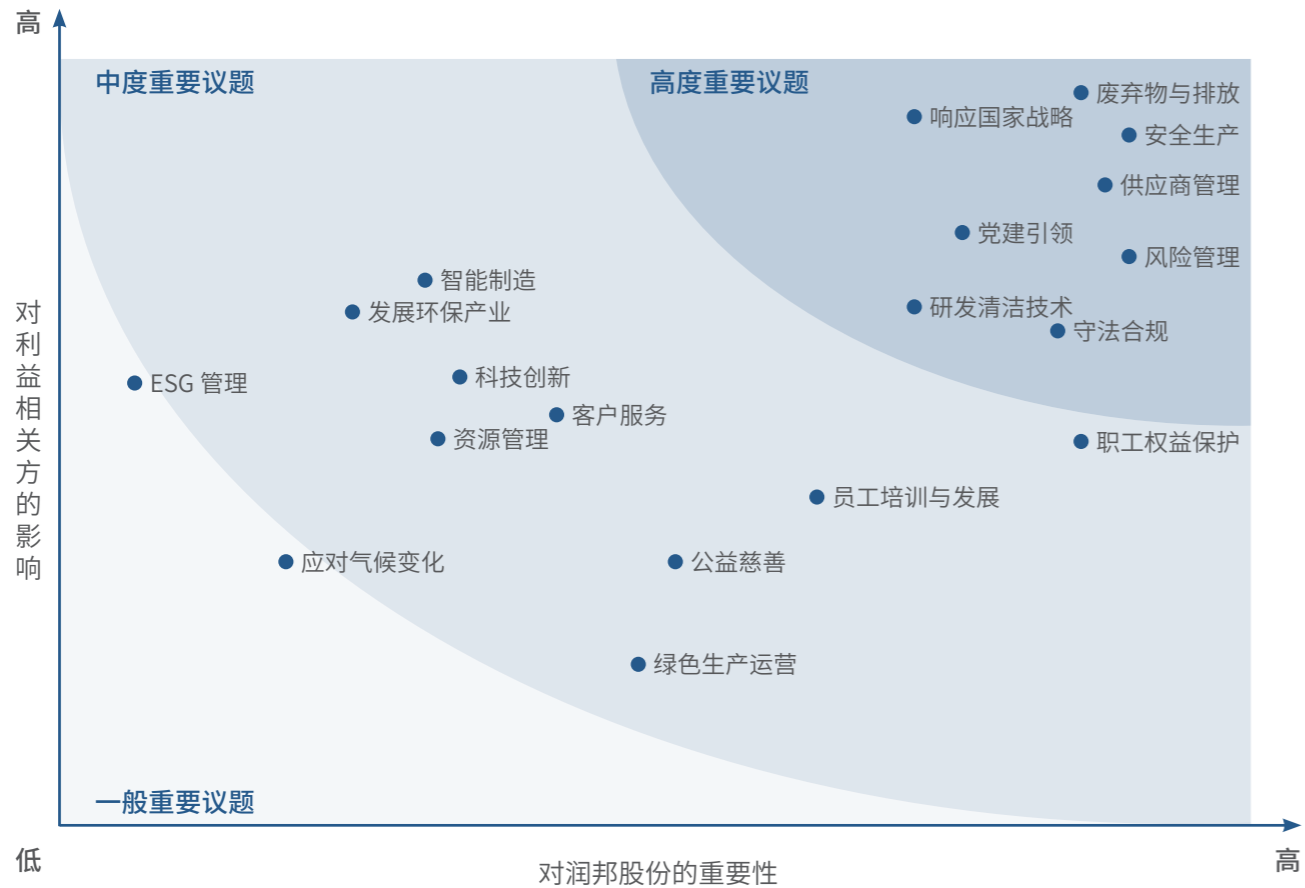 高
中度重要议题
高度重要议题
废弃物与排放
响应国家战略
安全生产
供应商管理
党建引领
风险管理
智能制造
发展环保产业
研发清洁技术
守法合规
ESG 管理
科技创新
客户服务
资源管理
职工权益保护
员工培训与发展
应对气候变化
公益慈善
绿色生产运营
对利益相关方的影响
一般重要议题
低
对润邦股份的重要性
高